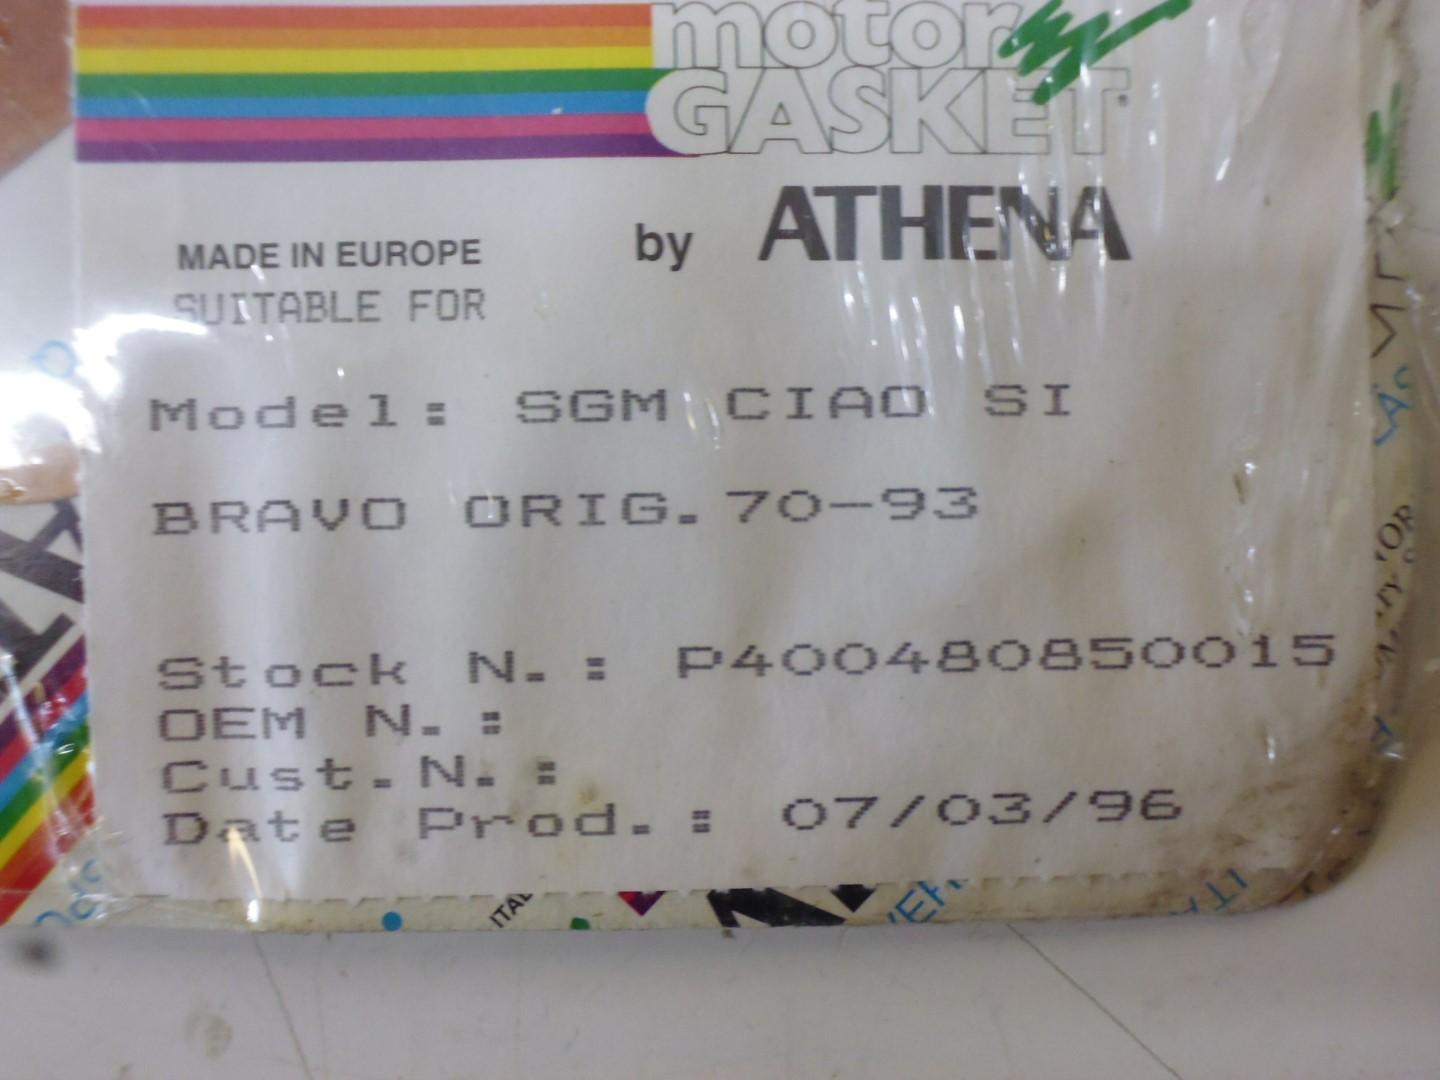 motor
GASKET
MADE IN EUROPE
by ATHENA
SUITABLE FOR
Model: SGM CIAO SI
BRAVO ORIG.70-93
Stock N.: P400480850015
OEM N.:
Cust.N.:
Date Prod.: 07/03/96